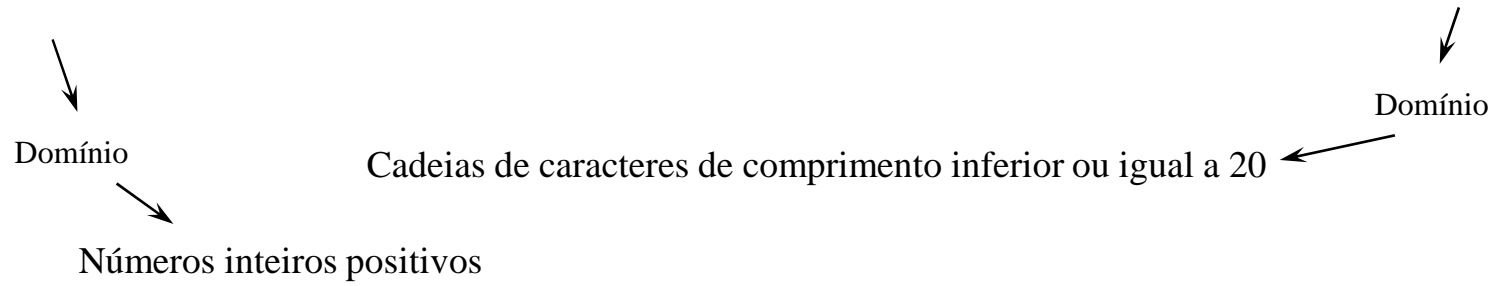 Domínio
Domínio
Cadeias de caracteres de comprimento inferior ou igual a 20
Números inteiros positivos